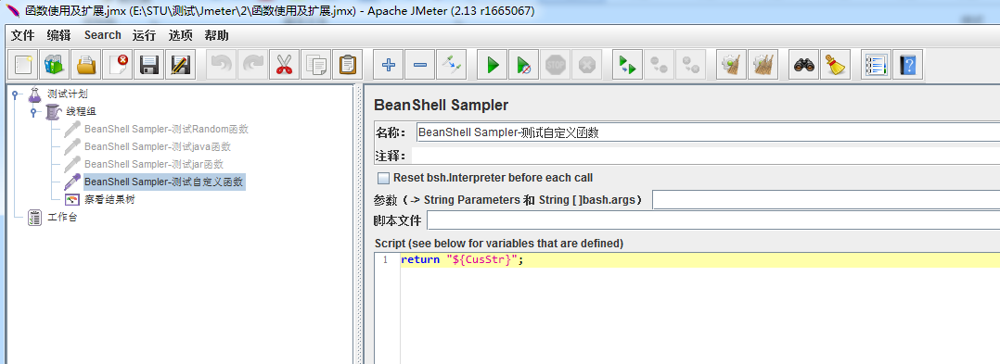 函数使用及扩展.jmx (E:\STU\测试\Jmeter\2\函数使用及扩展.jmx) - Apache JMeter (2.13 r1665067)
文件 编辑 Search 运行 选项 帮助
测试计划
线程组
BeanShell Sampler-测试Random函数
BeanShell Sampler-测试java函数
BeanShell Sampler-测试jar函数
BeanShell Sampler-测试自定义函数
察看结果树
工作台
BeanShell Sampler
名称： BeanShell Sampler-测试自定义函数
注释：
Reset bsh.Interpreter before each call
参数（-> String Parameters 和 String [ ]bash.args）
脚本文件
Script (see below for variables that are defined)
1 return "${CusStr}";